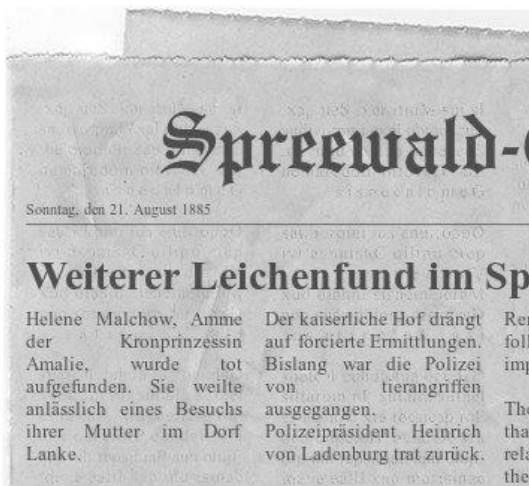 Spreewald-
Sonntag, den 21. August 1885
Weiterer Leichenfund im Sp
Helene Malchow, Amme
der Kronprinzessin
Amalie, wurde tot
aufgefunden. Sie weilte
anlässlich eines Besuchs
ihrer Mutter im Dorf
Lanke.
Der kaiserliche Hof drängt
auf forcierte Ermittlungen.
Bislang war die Polizei
von tierangriffen
ausgegangen.
Polizeipräsident Heinrich
von Ladenburg trat zurück.